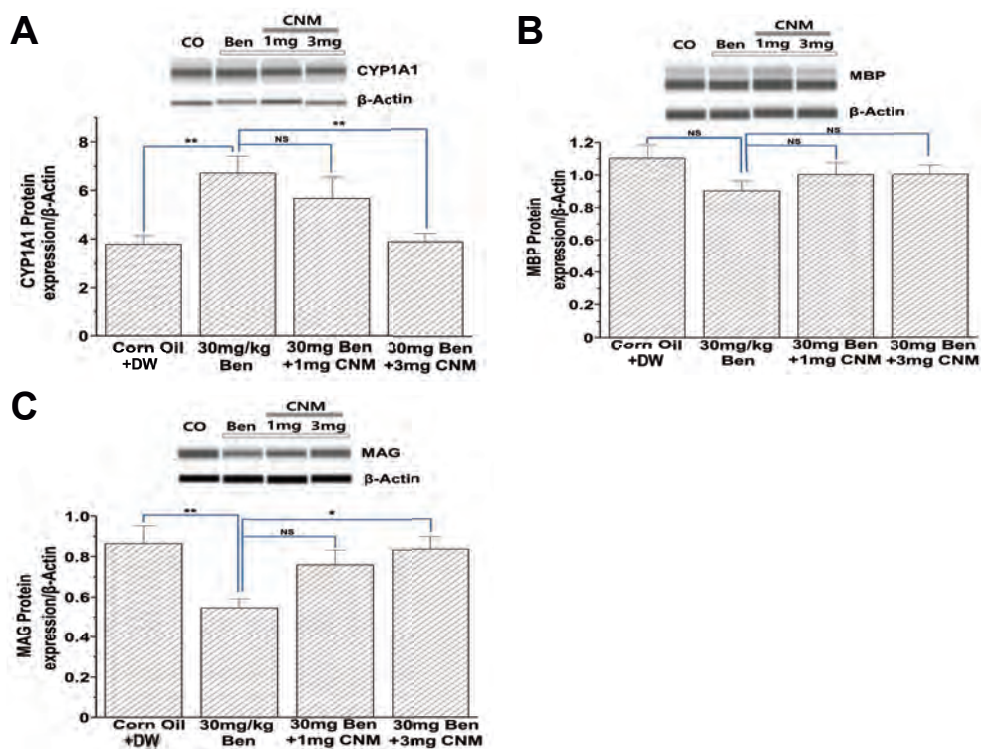 A
CNM
CO Ben 1mg 3mg
CYP1A1
β-Actin
CYP1A1 Protein
expression/β-Actin
8
6
4
2
0
**
NS
**
Corn Oil
+DW
30mg/kg
Ben
30mg Ben
+1mg CNM
30mg Ben
+3mg CNM
B
CNM
CO Ben 1mg 3mg
MBP
β-Actin
MBP Protein
expression/β-Actin
1.2
1.0
0.8
0.6
0.4
0.2
0
NS
NS
NS
Corn Oil
+DW
30mg/kg
Ben
30mg Ben
+1mg CNM
30mg Ben
+3mg CNM
C
CNM
CO Ben 1mg 3mg
MAG
β-Actin
MAG Protein
expression/β-Actin
1.0
0.8
0.6
0.4
0.2
0
**
NS
*
Corn Oil
+DW
30mg/kg
Ben
30mg Ben
+1mg CNM
30mg Ben
+3mg CNM